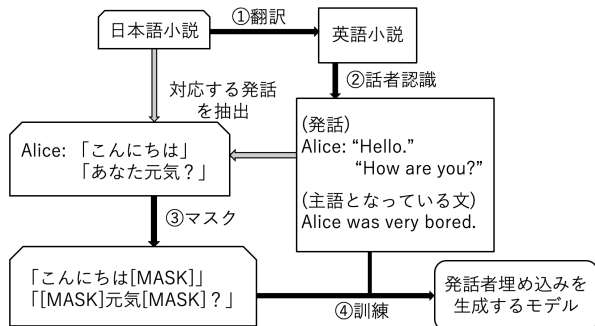 日本語小説
①翻訳
英語小説
②話者認識
対応する発話
を抽出
(発話)
Alice: “Hello.”
“How are you?”
(主語となっている文)
Alice was very bored.
Alice: 「こんにちは」
「あなた元気？」
③マスク
「こんにちは[MASK]」
「[MASK]元気[MASK]？」
④訓練
発話者埋め込みを
生成するモデル